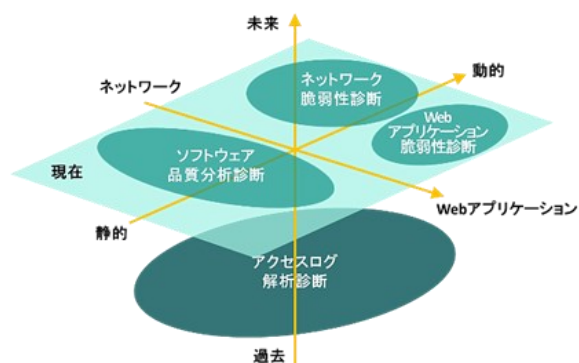 未来
動的
ネットワーク
ネットワーク
脆弱性診断
Web
アプリケーション
脆弱性診断
ソフトウェア
品質分析診断
現在
Webアプリケーション
静的
アクセスログ
解析診断
過去